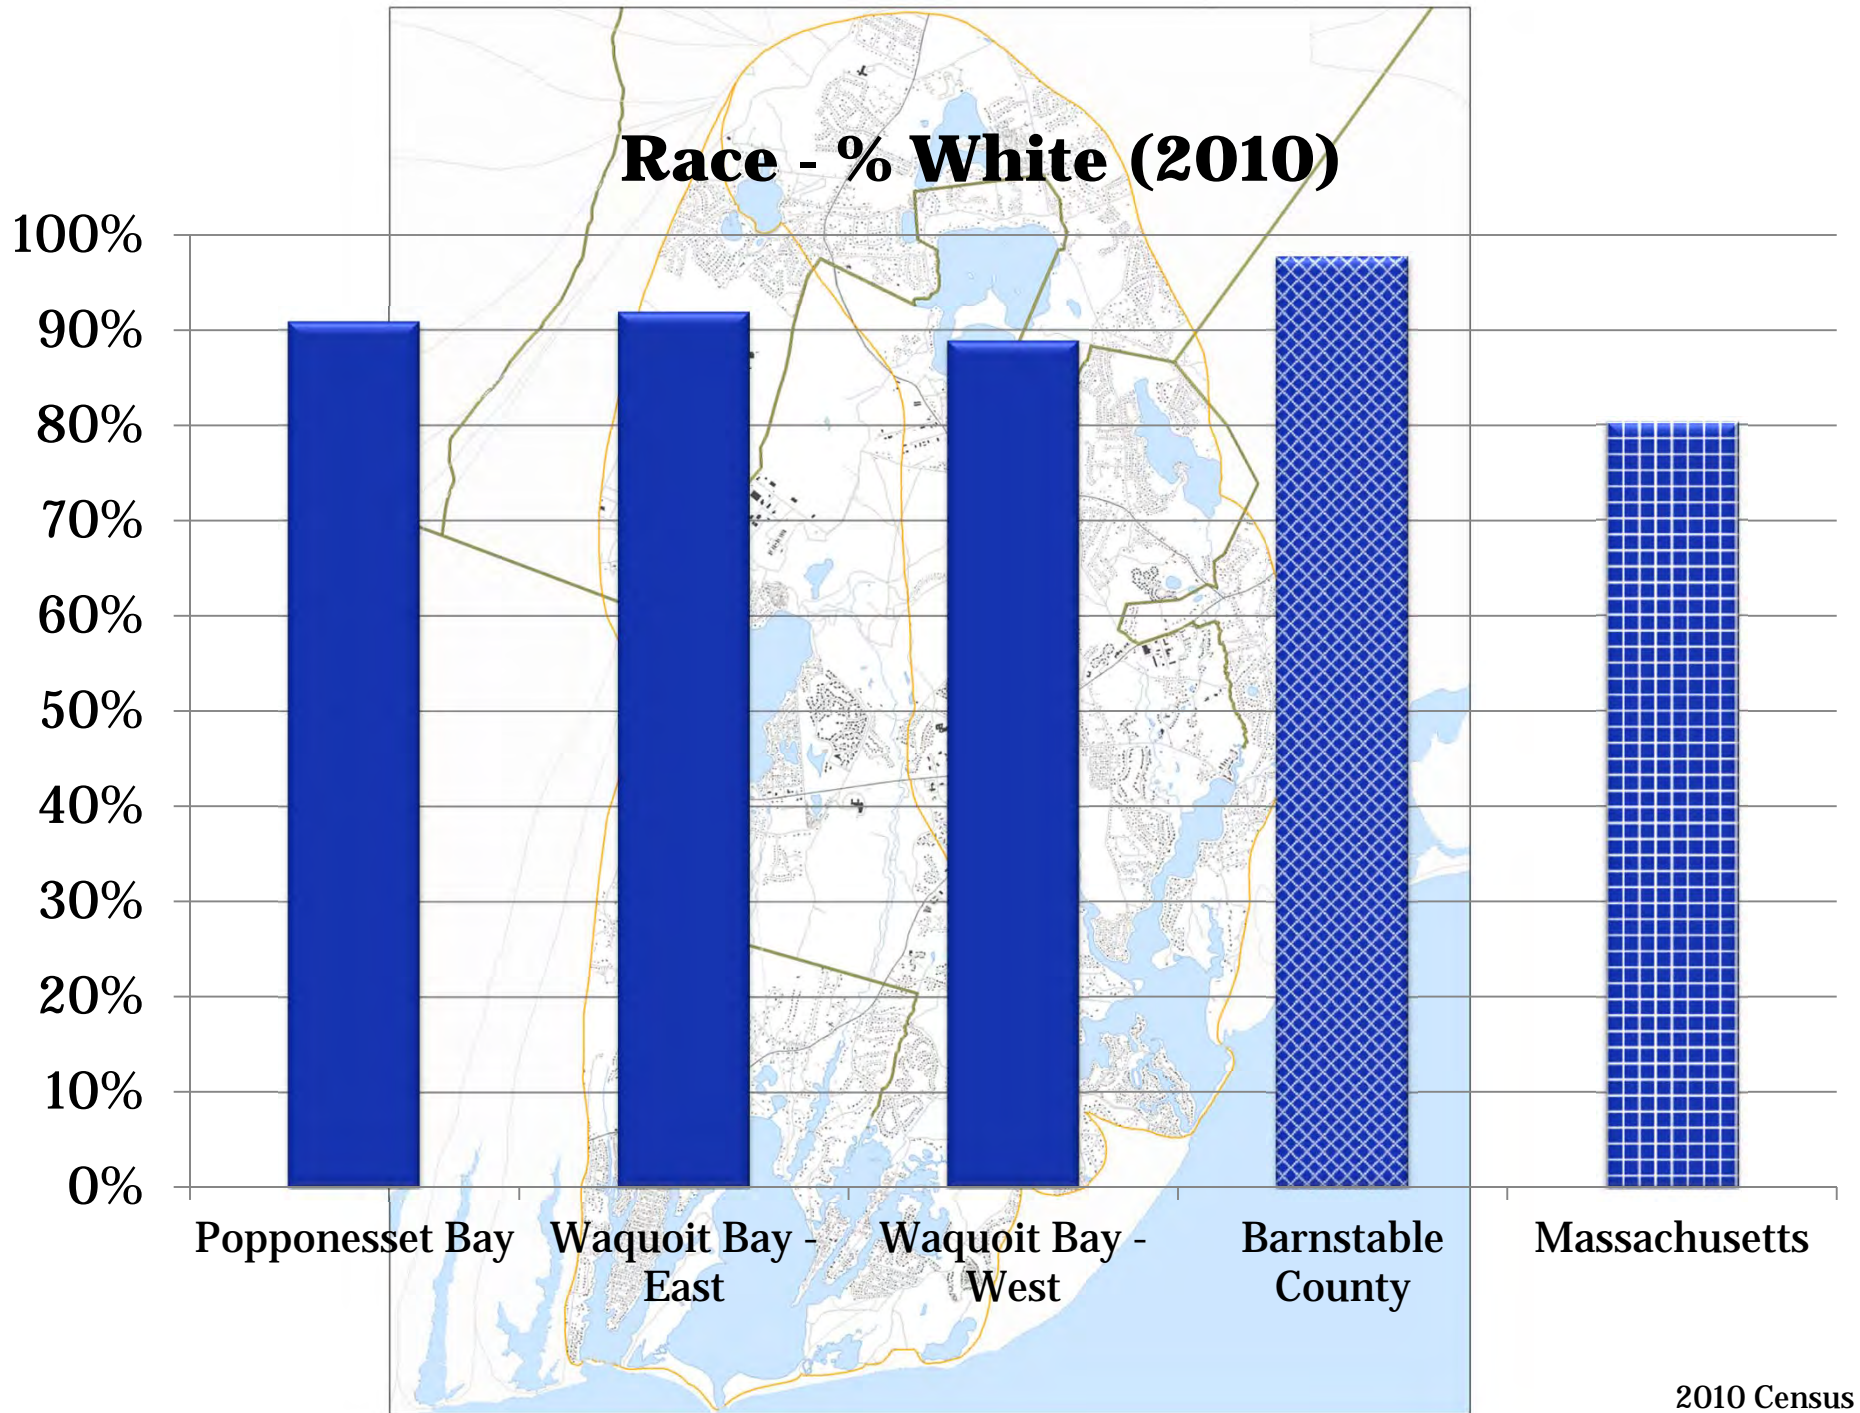 Race - % White (2010)
100%
90%
80%
70%
60%
50%
40%
30%
20%
10%
0%
Popponesset Bay
Waquoit Bay -
East
Waquoit Bay -
West
Barnstable
County
Massachusetts
2010 Census